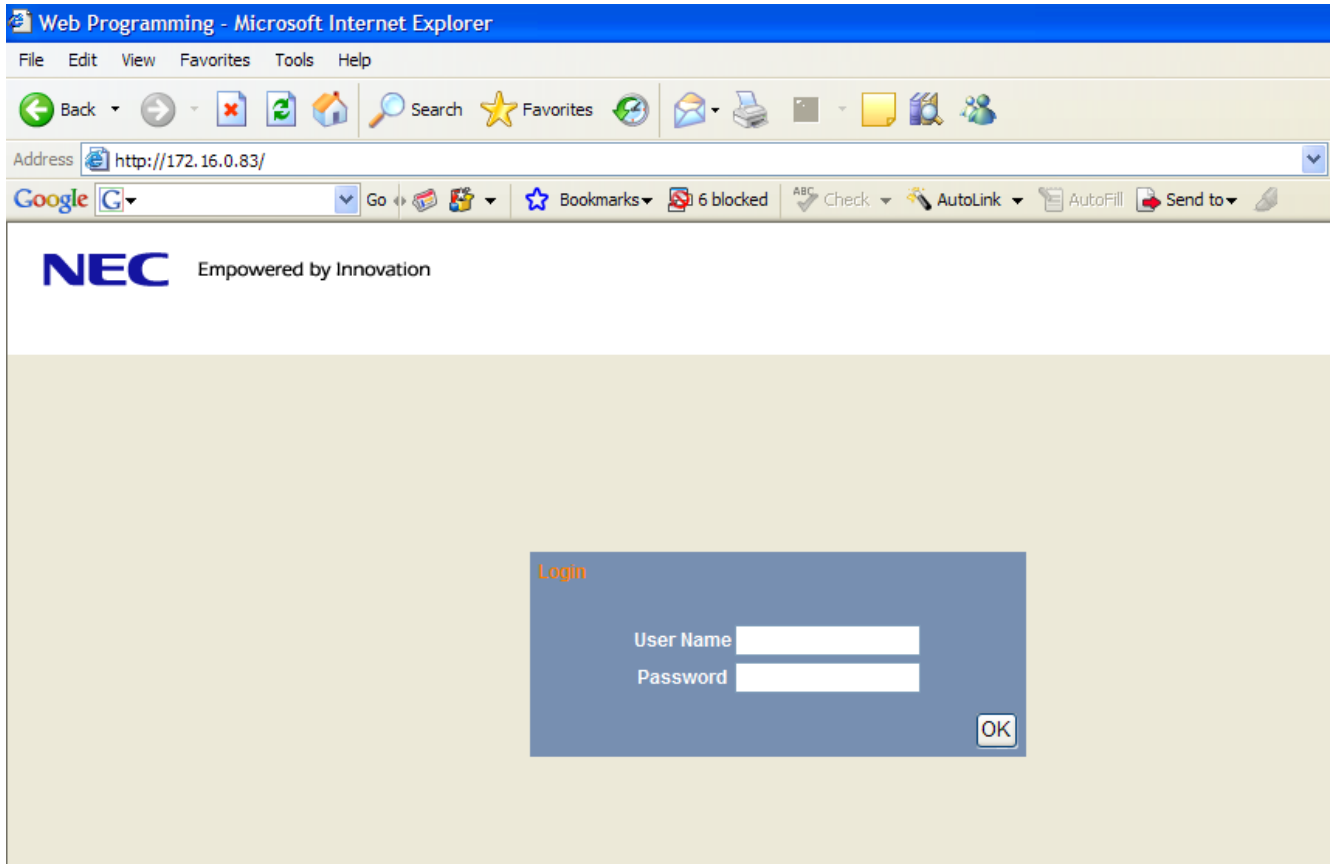 Web Programming - Microsoft Internet Explorer
File Edit View Favorites Tools Help
Back Search Favorites
Address http://172.16.0.83/
Google G Go Bookmarks 6 blocked ABC Check AutoLink AutoFill Send to
NEC Empowered by Innovation
Login
User Name
Password
OK